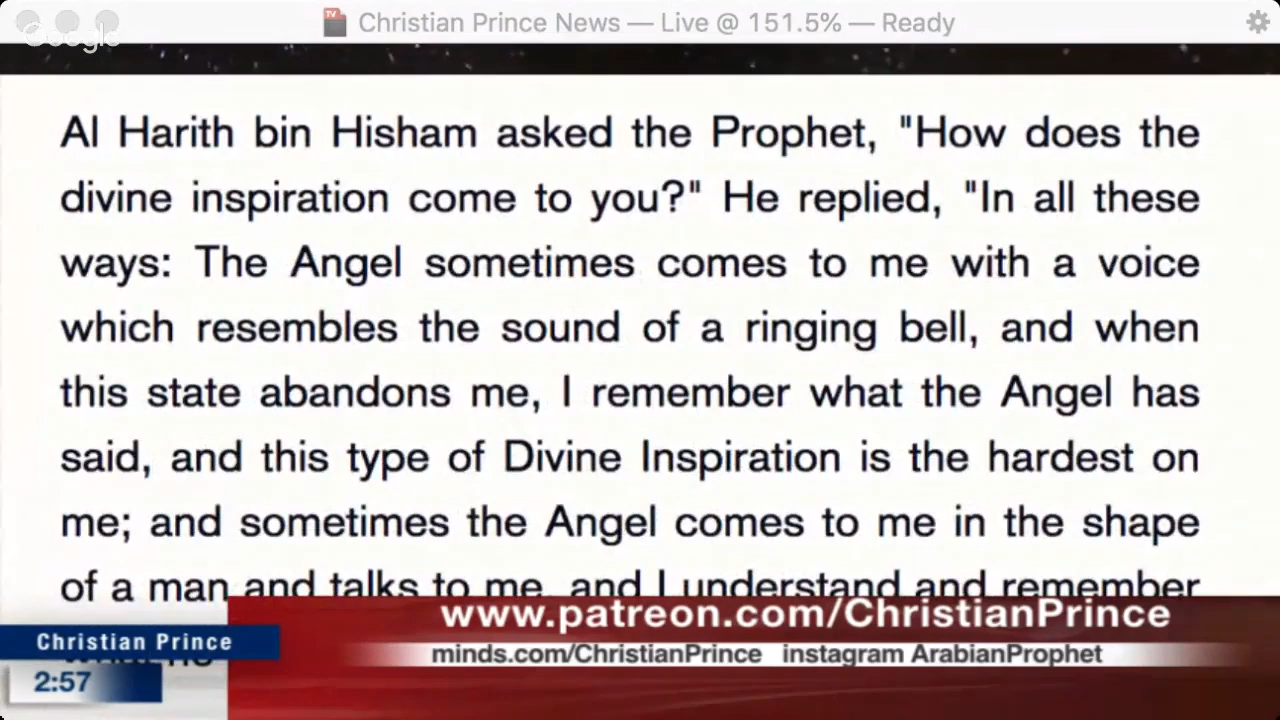 Christian Prince News — Live @ 151.5% — Ready
Google
Al Harith bin Hisham asked the Prophet, "How does the
divine inspiration come to you?" He replied, "In all these
ways: The Angel sometimes comes to me with a voice
which resembles the sound of a ringing bell, and when
this state abandons me, I remember what the Angel has
said, and this type of Divine Inspiration is the hardest on
me; and sometimes the Angel comes to me in the shape
of a man and talks to me, and I understand and remember
www.patreon.com/ChristianPrince
Christian Prince
minds.com/ChristianPrince instagram ArabianProphet
2:57